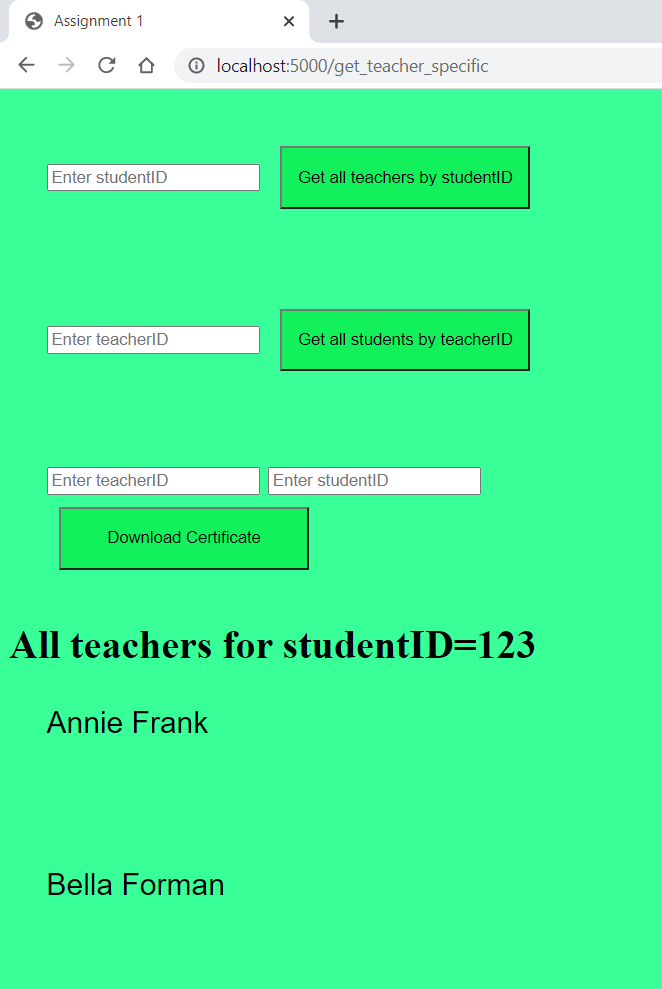 Assignment 1
localhost:5000/get_teacher_specific
Enter studentID Get all teachers by studentID
Enter teacherID Get all students by teacherID
Enter teacherID Enter studentID
Download Certificate
All teachers for studentID=123
Annie Frank
Bella Forman